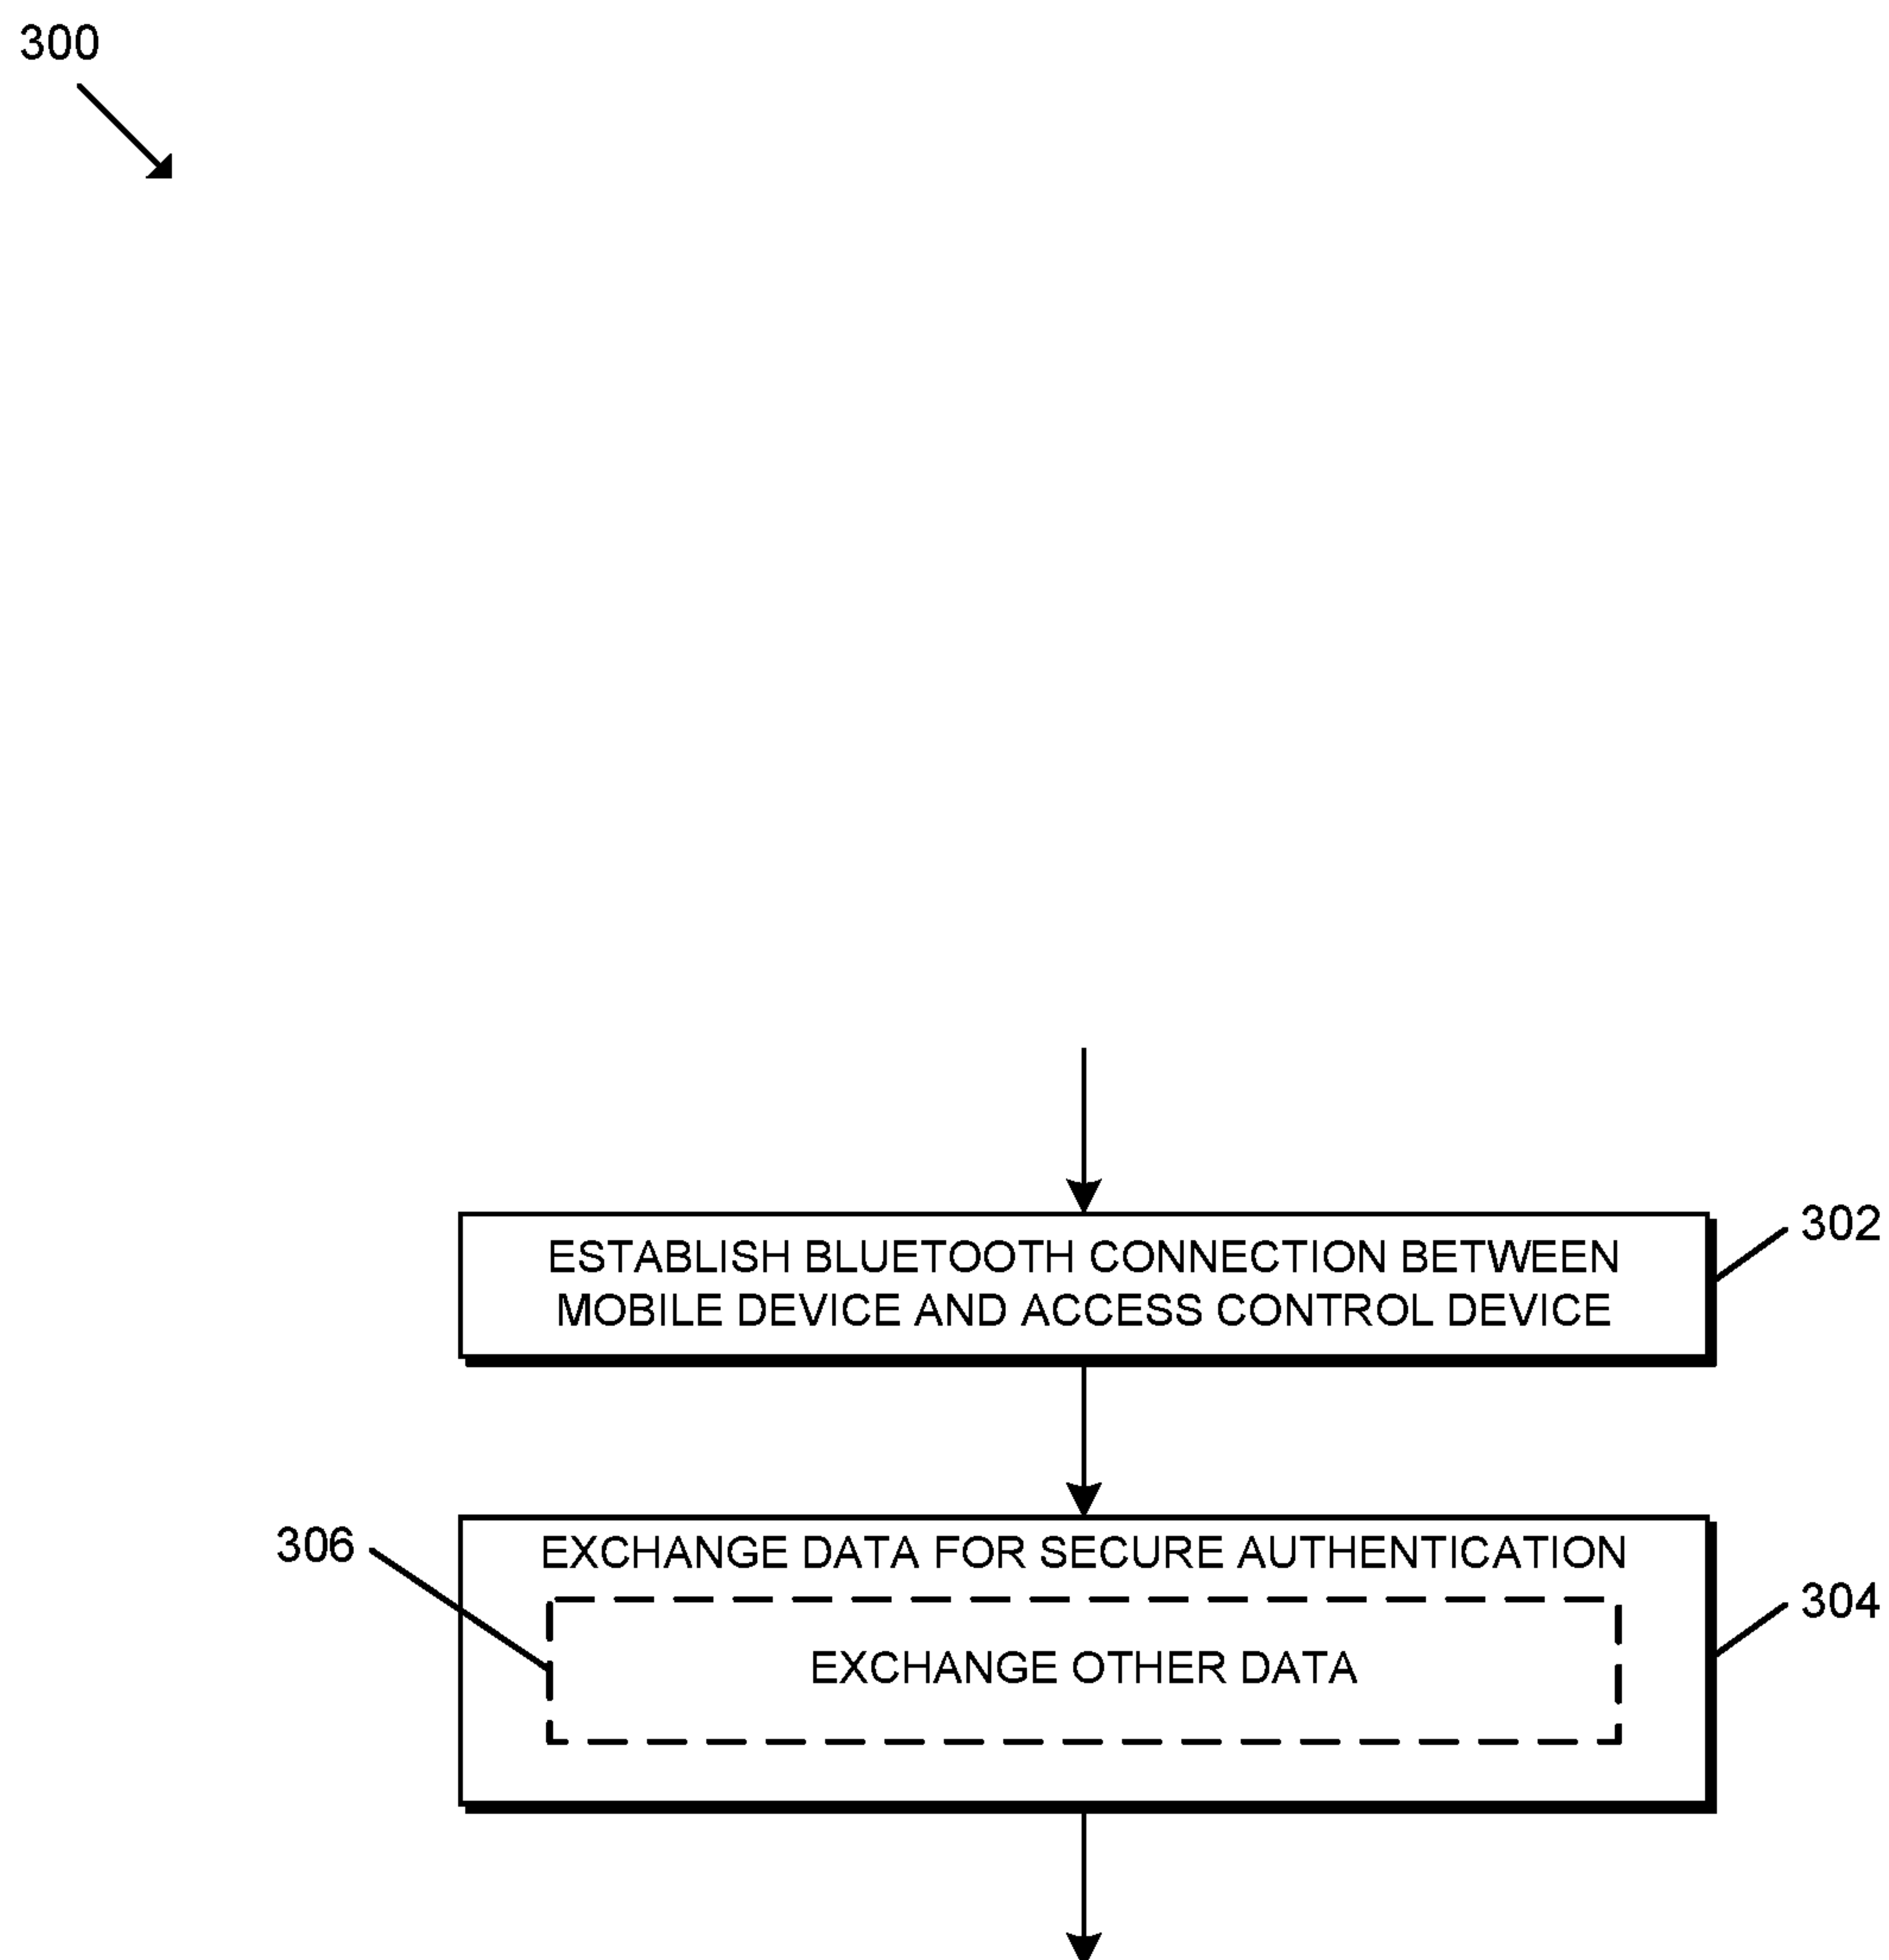 300
ESTABLISH BLUETOOTH CONNECTION BETWEEN
MOBILE DEVICE AND ACCESS CONTROL DEVICE
302
EXCHANGE DATA FOR SECURE AUTHENTICATION
306
304
EXCHANGE OTHER DATA